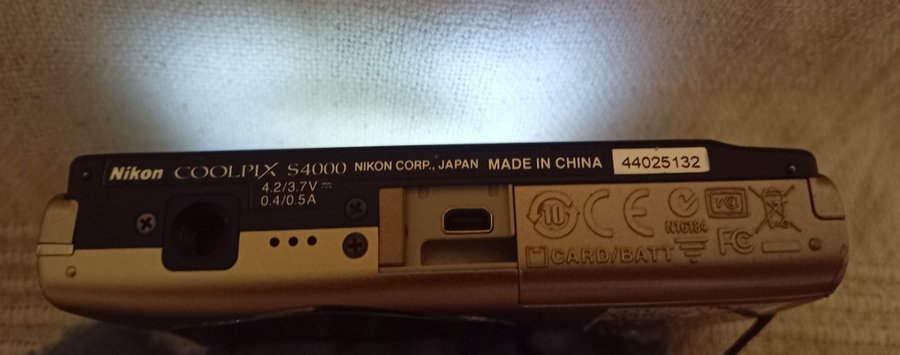 Nikon COOLPIX S4000 NIKON CORP., JAPAN MADE IN CHINA 44025132
4.2/3.7V⎓
0.4/0.5A
10 CE VCI
N16184
FC
CARD/BATT